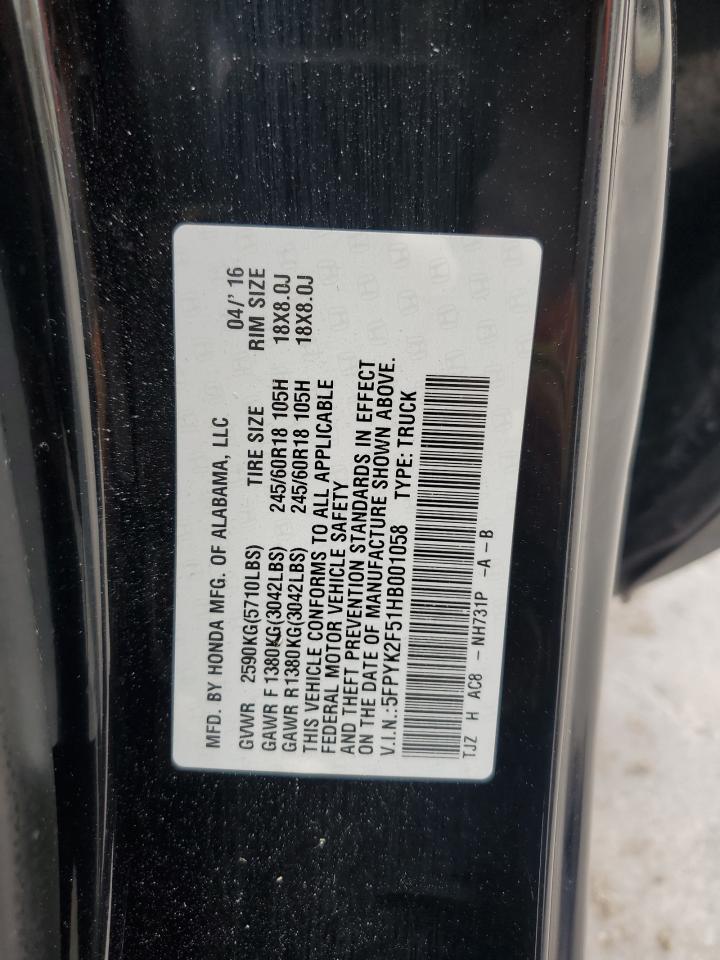 MFD. BY HONDA MFG. OF ALABAMA, LLC 04/' 16
GVWR 2590KG(5710LBS) TIRE SIZE RIM SIZE
GAWR F 1380KG(3042LBS) 245/60R18 105H 18X8.0J
GAWR R1380KG(3042LBS) 245/60R18 105H 18X8.0J
THIS VEHICLE CONFORMS TO ALL APPLICABLE
FEDERAL MOTOR VEHICLE SAFETY
AND THEFT PREVENTION STANDARDS IN EFFECT
ON THE DATE OF MANUFACTURE SHOWN ABOVE.
V.I.N.:5FPYK2F51HB001058 TYPE: TRUCK
TJZ H AC8 - NH731P -A -B